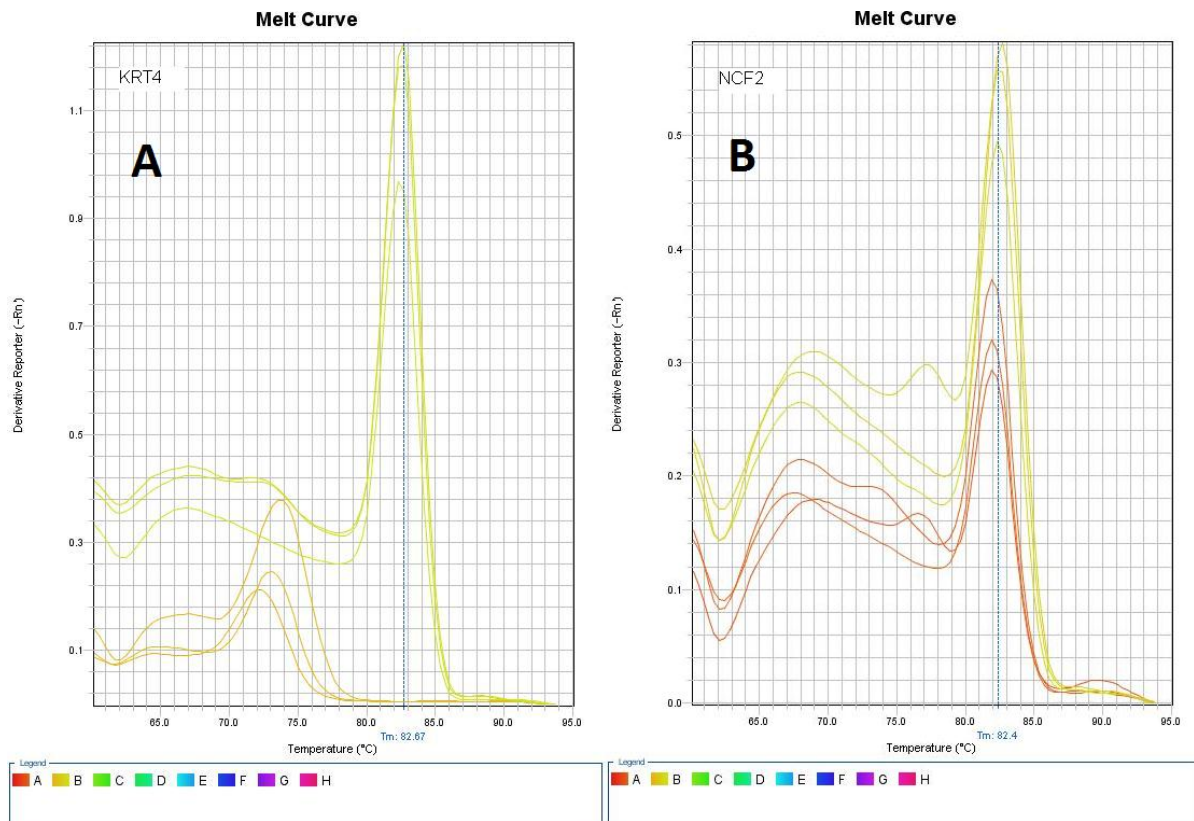 Melt Curve
KRT4
A
1.1
0.9
0.7
0.5
0.3
0.1
Derivative Reporter (-Rn')
65.0 70.0 75.0 80.0 85.0 90.0 95.0
Tm: 82.67
Temperature (°C)
Legend
A B C D E F G H
Melt Curve
NCF2
B
0.5
0.4
0.3
0.2
0.1
0.0
Derivative Reporter (-Rn')
65.0 70.0 75.0 80.0 85.0 90.0 95.0
Tm: 82.4
Temperature (°C)
Legend
A B C D E F G H